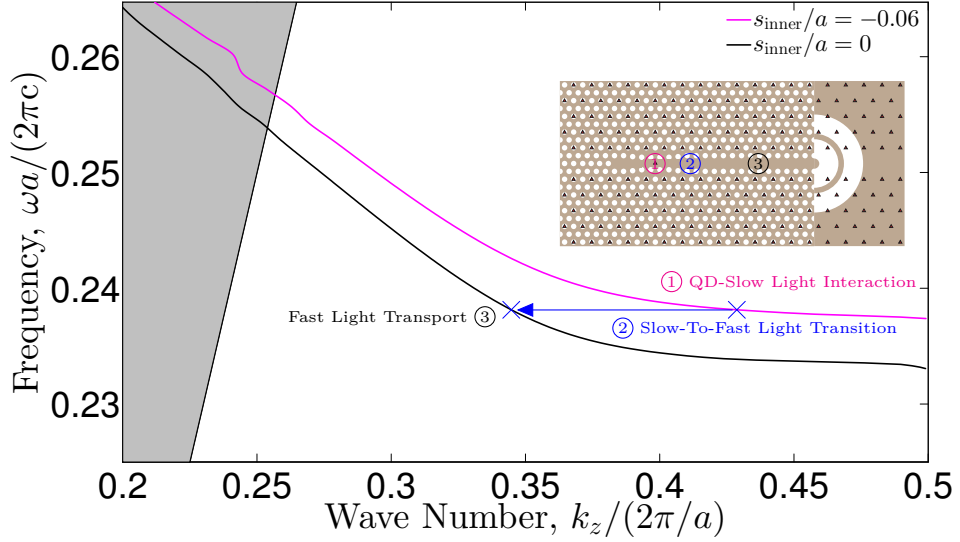 s_inner/a = −0.06
s_inner/a = 0
0.26
0.25
0.24
0.23
Frequency, ωa/(2πc)
1 2 3
1 QD-Slow Light Interaction
Fast Light Transport 3
2 Slow-To-Fast Light Transition
0.2 0.25 0.3 0.35 0.4 0.45 0.5
Wave Number, k_z/(2π/a)